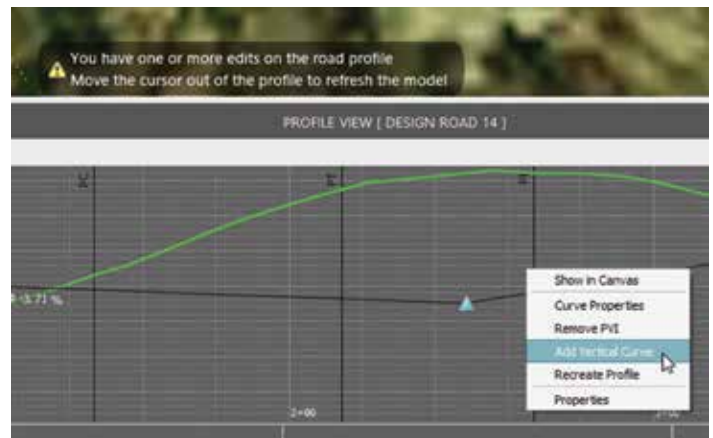 You have one or more edits on the road profile
Move the cursor out of the profile to refresh the model
PROFILE VIEW [ DESIGN ROAD 14 ]
PC
PT
-3.71 %
Show in Canvas
Curve Properties
Remove PVI
Add Vertical Curve
Recreate Profile
Properties
2+00